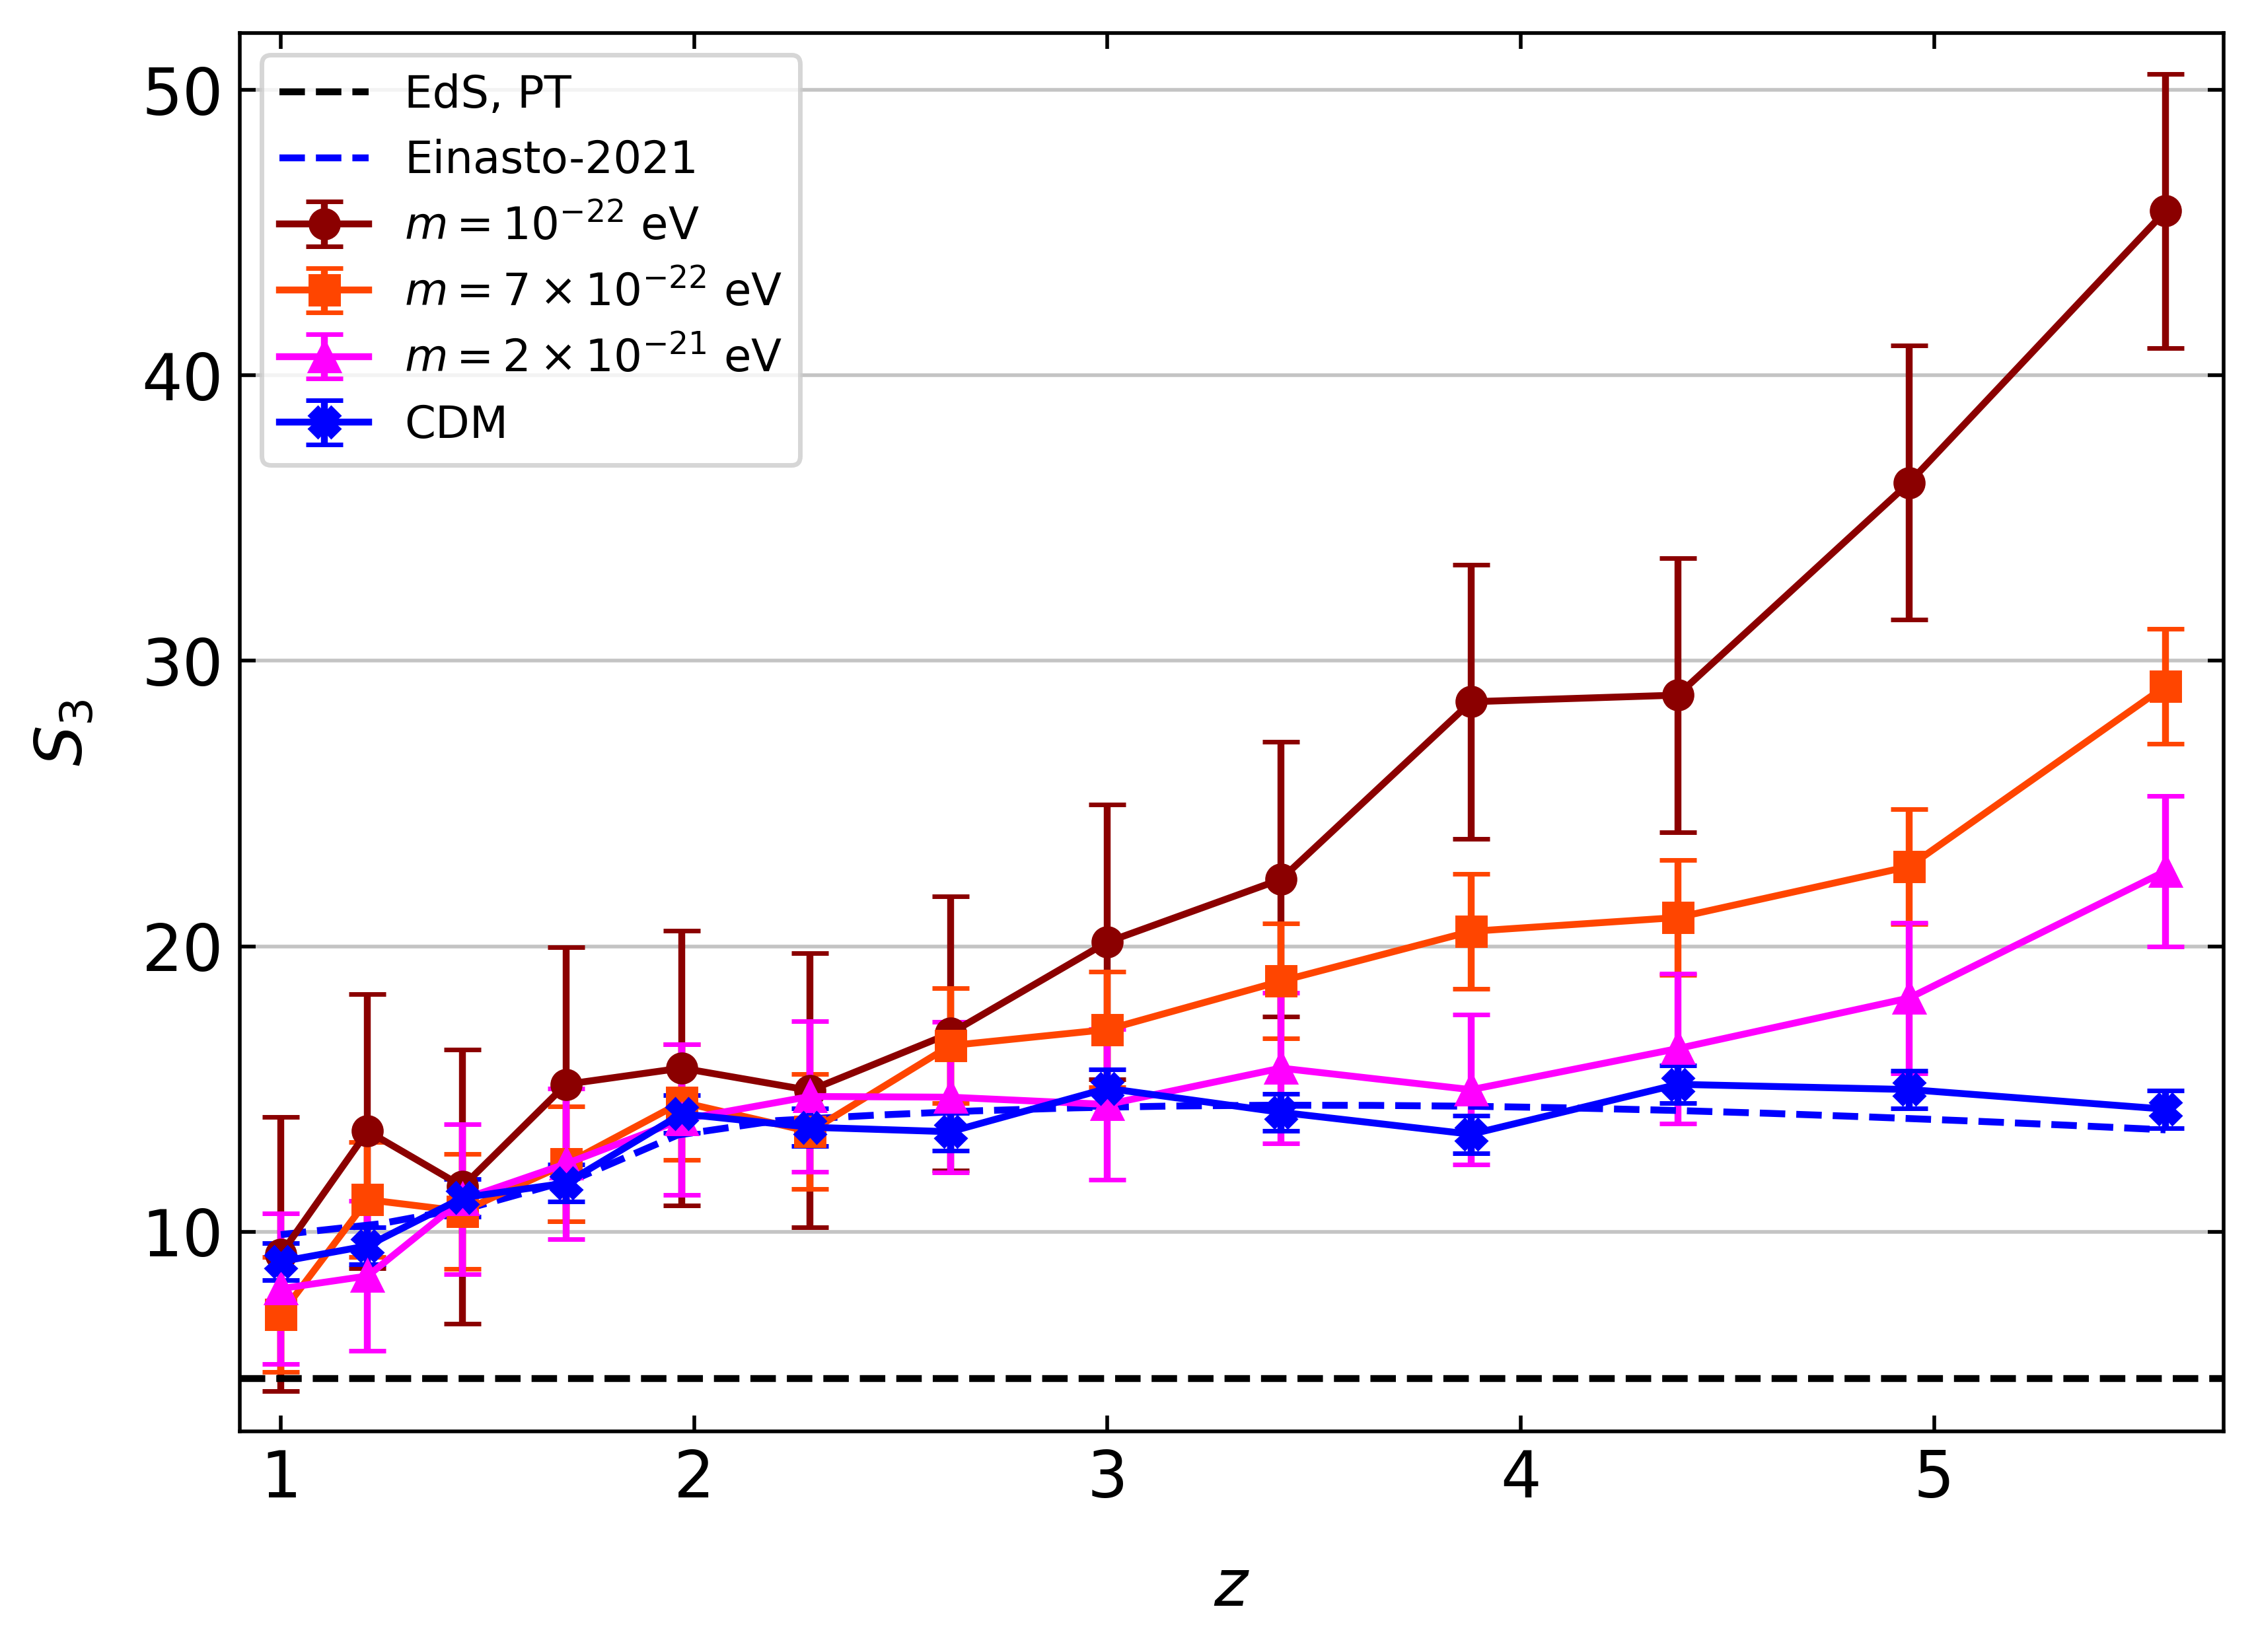 50
40
30
20
10
S₃
EdS, PT
Einasto-2021
m = 10⁻²² eV
m = 7 × 10⁻²² eV
m = 2 × 10⁻²¹ eV
CDM
1 2 3 4 5
z